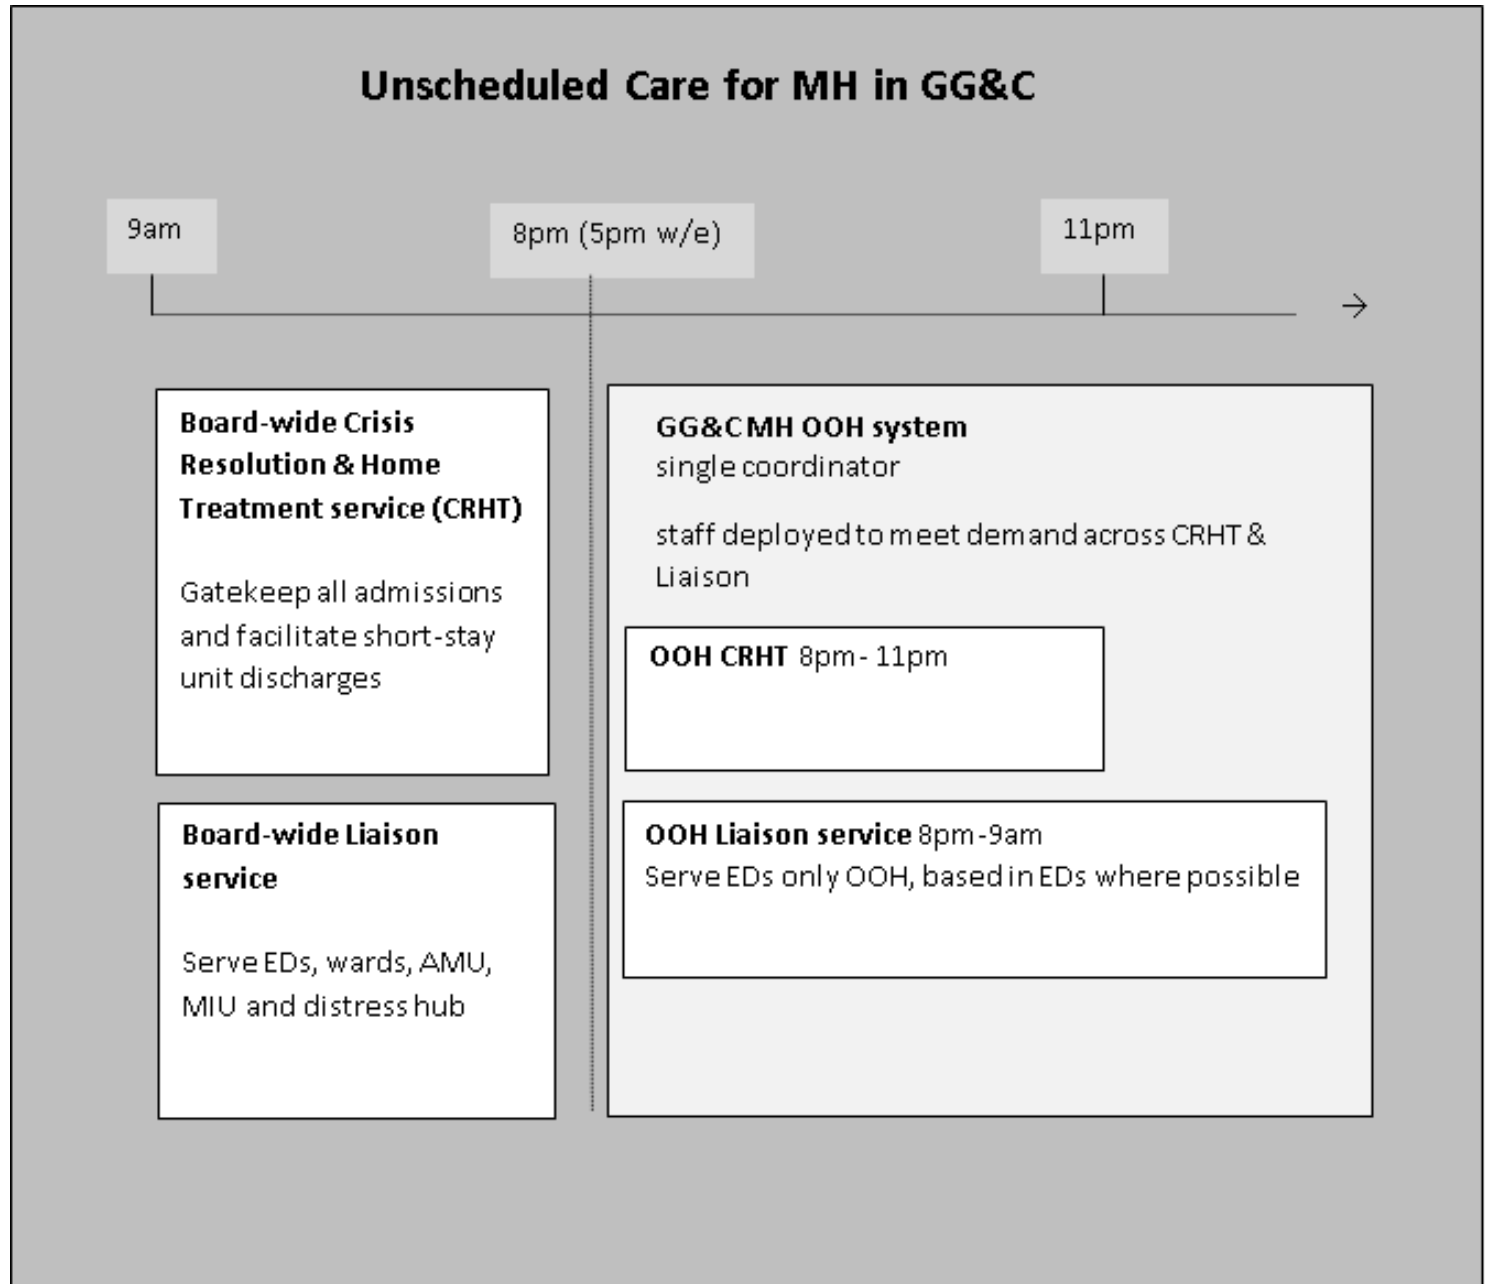 Unscheduled Care for MH in GG&C
9am
8pm (5pm w/e)
11pm
Board-wide Crisis
Resolution & Home
Treatment service (CRHT)
Gatekeep all admissions
and facilitate short-stay
unit discharges
Board-wide Liaison
service
Serve EDs, wards, AMU,
MIU and distress hub
GG&C MH OOH system
single coordinator
staff deployed to meet demand across CRHT &
Liaison
OOH CRHT 8pm- 11pm
OOH Liaison service 8pm-9am
Serve EDs only OOH, based in EDs where possible